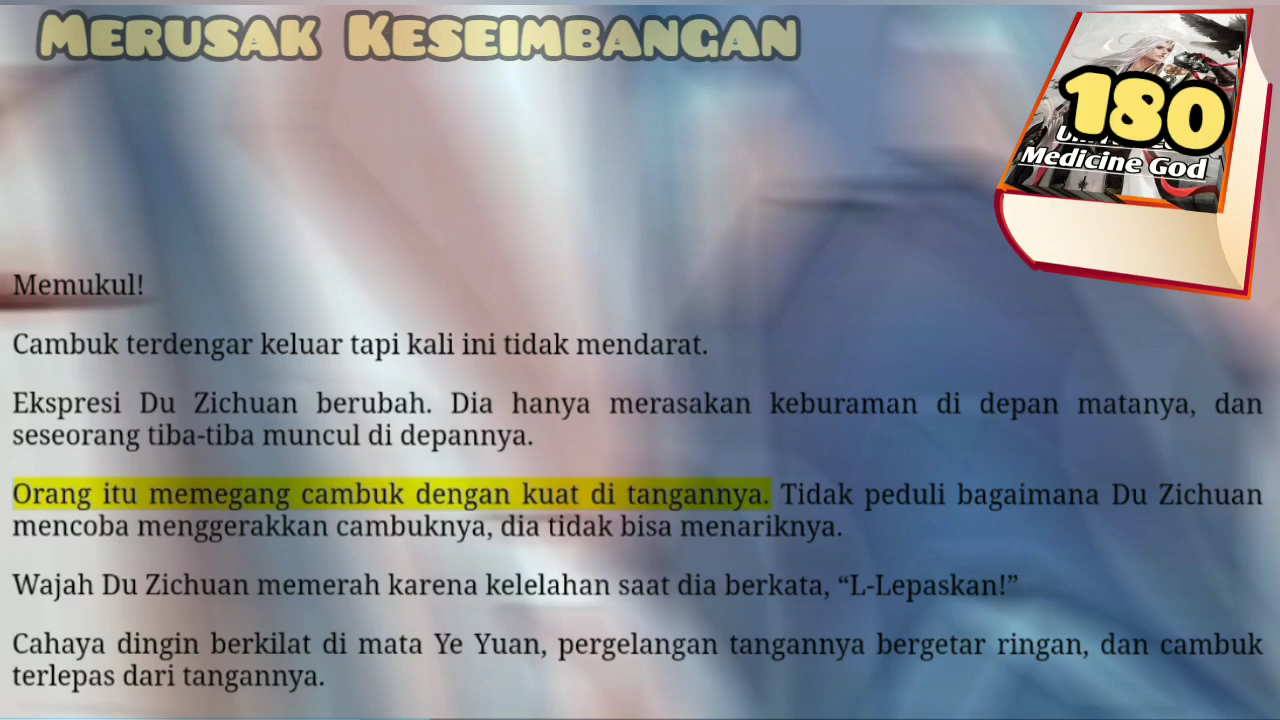 Merusak Keseimbangan
180
Medicine God
Memukul!
Cambuk terdengar keluar tapi kali ini tidak mendarat.
Ekspresi Du Zichuan berubah. Dia hanya merasakan keburaman di depan matanya, dan
seseorang tiba-tiba muncul di depannya.
Orang itu memegang cambuk dengan kuat di tangannya. Tidak peduli bagaimana Du Zichuan
mencoba menggerakkan cambuknya, dia tidak bisa menariknya.
Wajah Du Zichuan memerah karena kelelahan saat dia berkata, “L-Lepaskan!”
Cahaya dingin berkilat di mata Ye Yuan, pergelangan tangannya bergetar ringan, dan cambuk
terlepas dari tangannya.